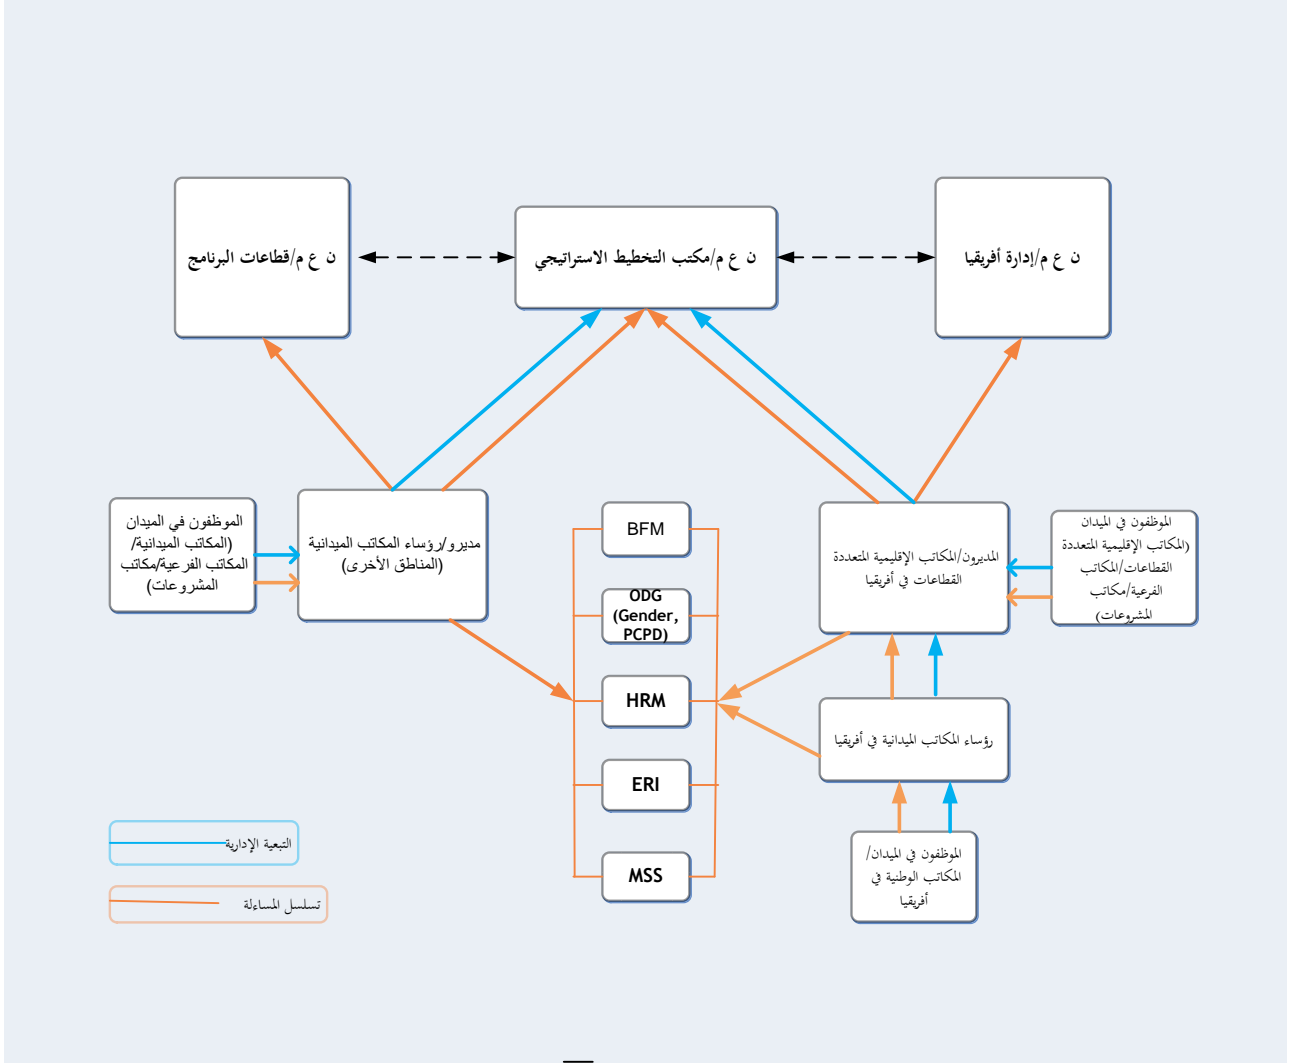 ن ع م/إدارة أفريقيا
ن ع م/مكتب التخطيط الاستراتيجي
ن ع م/قطاعات البرنامج
الموظفون في الميدان
(المكاتب الإقليمية المتعددة
القطاعات/المكاتب
الفرعية/مكاتب
المشروعات)
المديرون/المكاتب الإقليمية المتعددة
القطاعات في أفريقيا
BFM
ODG
(Gender,
PCPD)
HRM
ERI
MSS
مديرو/رؤساء المكاتب الميدانية
(المناطق الأخرى)
الموظفون في الميدان
(المكاتب الميدانية/
المكاتب الفرعية/مكاتب
المشروعات)
رؤساء المكاتب الميدانية في أفريقيا
الموظفون في الميدان/
المكاتب الوطنية في
أفريقيا
التبعية الإدارية
تسلسل المساءلة